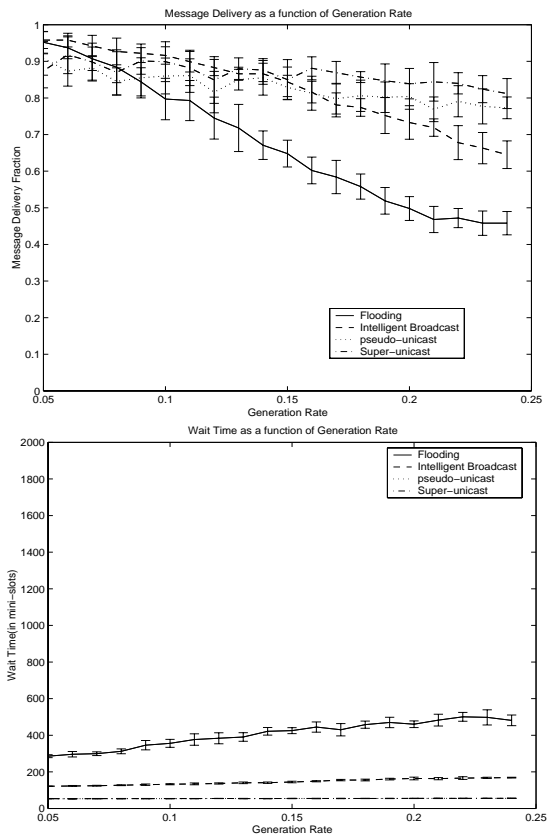 Message Delivery as a function of Generation Rate
1
0.9
0.8
0.7
0.6
0.5
0.4
0.3
0.2
0.1
0
Message Delivery Fraction
Flooding
Intelligent Broadcast
pseudo−unicast
Super−unicast
0.05 0.1 0.15 0.2 0.25
Generation Rate
Wait Time as a function of Generation Rate
2000
1800
1600
1400
1200
1000
800
600
400
200
0
Wait Time(in mini−slots)
Flooding
Intelligent Broadcast
pseudo−unicast
Super−unicast
0.05 0.1 0.15 0.2 0.25
Generation Rate